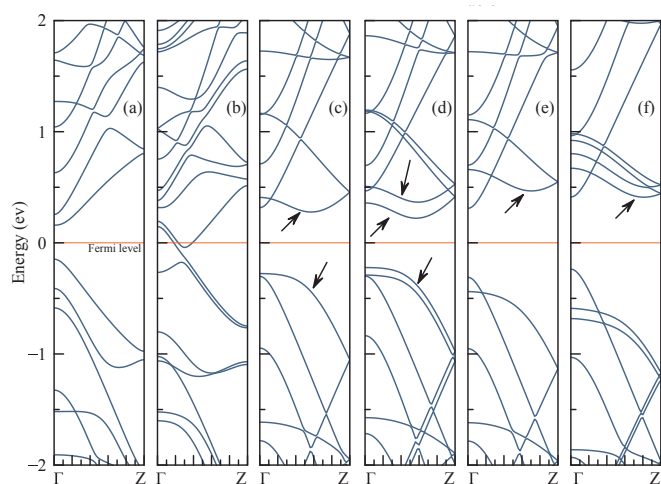 2
1
0
−1
−2
Energy (ev)
(a)
(b)
(c)
(d)
(e)
(f)
Fermi level
Γ Z Γ Z Γ Z Γ Z Γ Z Γ Z